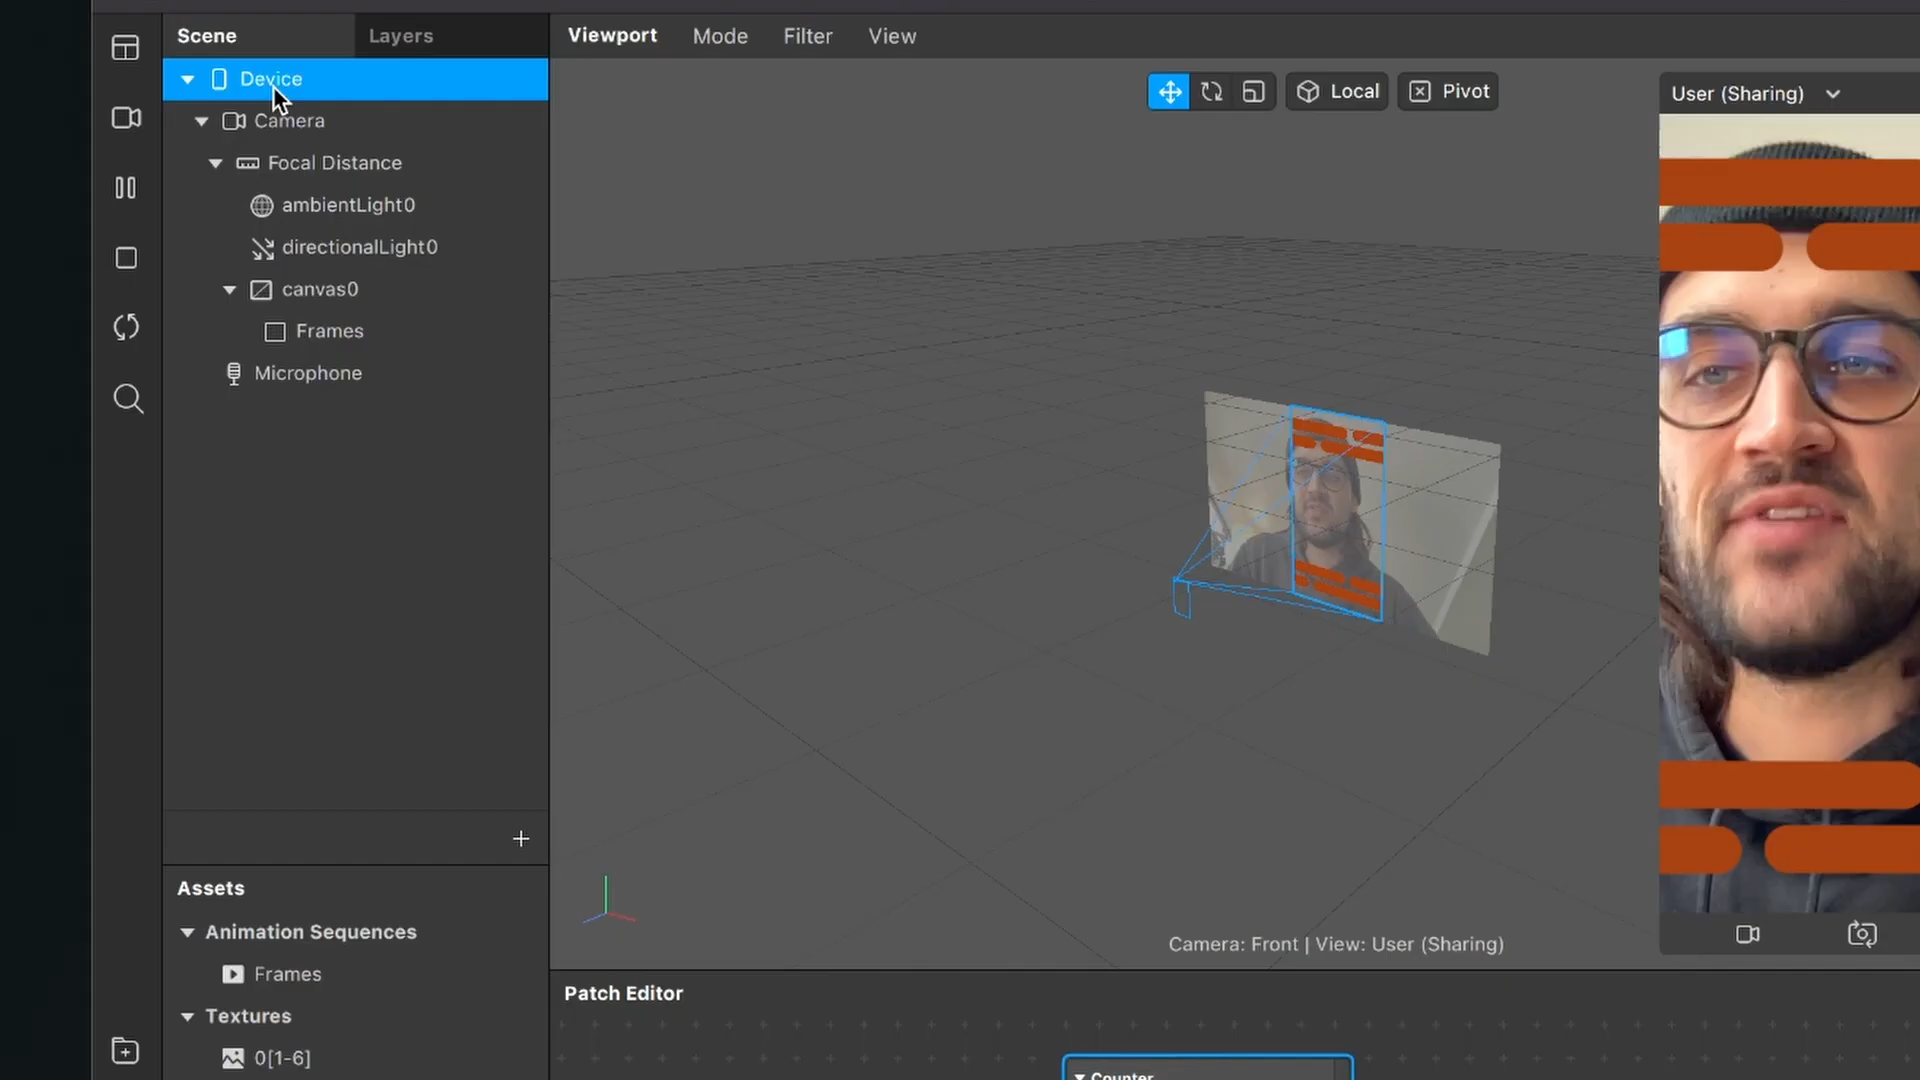 Scene
Layers
Viewport
Mode
Filter
View
Device
Local
Pivot
User (Sharing)
Camera
Focal Distance
ambientLight0
directionalLight0
canvas0
Frames
Microphone
Camera: Front | View: User (Sharing)
Assets
Animation Sequences
Frames
Textures
0[1-6]
Patch Editor
Counter